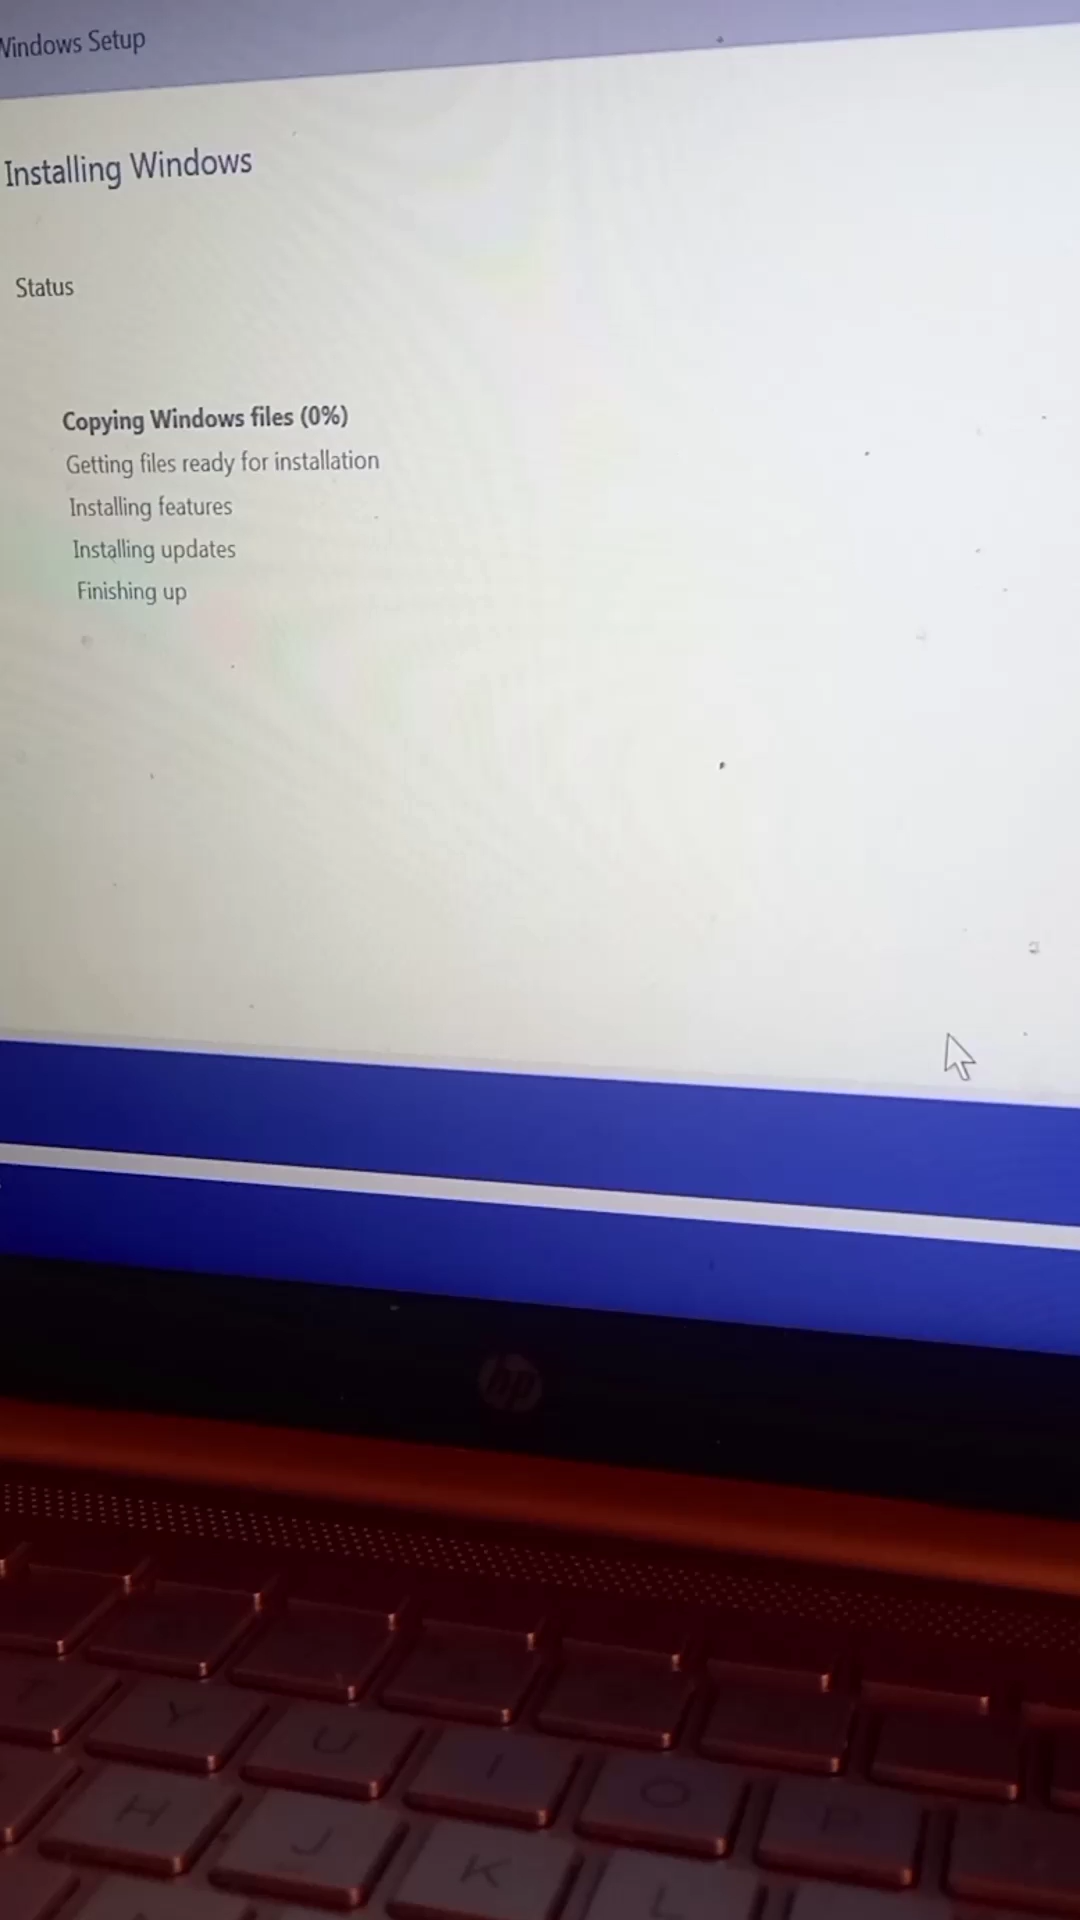 Windows Setup
Installing Windows
Status
Copying Windows files (0%)
Getting files ready for installation
Installing features
Installing updates
Finishing up
hp
Y
U
I
O
P
H
J
K
L